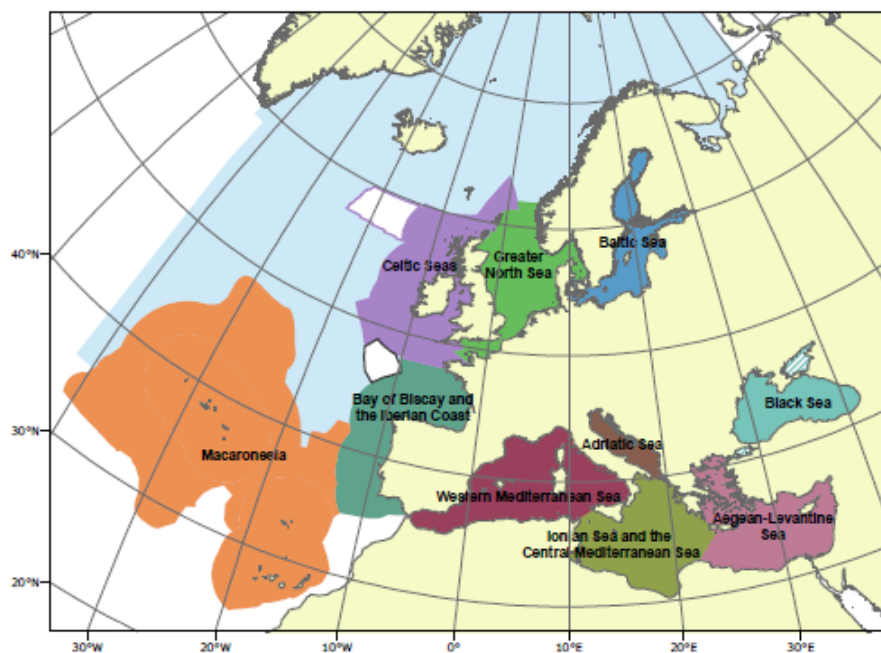 40°N
30°N
20°N
Celtic Seas
Greater
North Sea
Baltic Sea
Bay of Biscay and
the Iberian Coast
Black Sea
Macaronesia
Adriatic Sea
Western Mediterranean Sea
Ionian Sea and the
Central Mediterranean Sea
Aegean-Levantine
Sea
30°W
20°W
10°W
0°
10°E
20°E
30°E